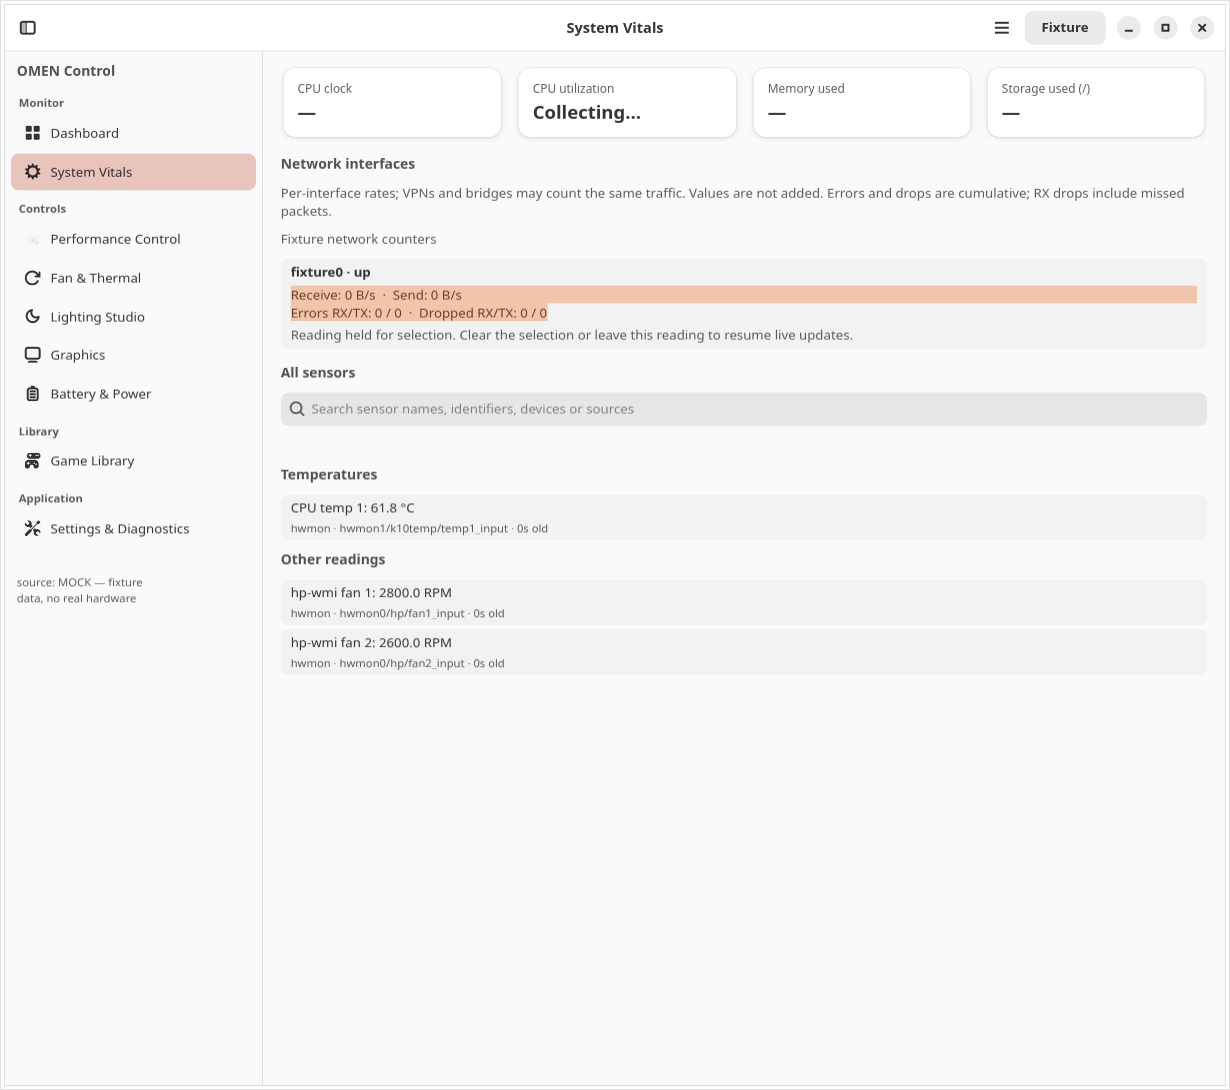 System Vitals
Fixture
OMEN Control
Monitor
Dashboard
System Vitals
Controls
Performance Control
Fan & Thermal
Lighting Studio
Graphics
Battery & Power
Library
Game Library
Application
Settings & Diagnostics
source: MOCK — fixture
data, no real hardware
CPU clock
—
CPU utilization
Collecting…
Memory used
—
Storage used (/)
—
Network interfaces
Per-interface rates; VPNs and bridges may count the same traffic. Values are not added. Errors and drops are cumulative; RX drops include missed
packets.
Fixture network counters
fixture0 · up
Receive: 0 B/s · Send: 0 B/s
Errors RX/TX: 0 / 0 · Dropped RX/TX: 0 / 0
Reading held for selection. Clear the selection or leave this reading to resume live updates.
All sensors
Search sensor names, identifiers, devices or sources
Temperatures
CPU temp 1: 61.8 °C
hwmon · hwmon1/k10temp/temp1_input · 0s old
Other readings
hp-wmi fan 1: 2800.0 RPM
hwmon · hwmon0/hp/fan1_input · 0s old
hp-wmi fan 2: 2600.0 RPM
hwmon · hwmon0/hp/fan2_input · 0s old